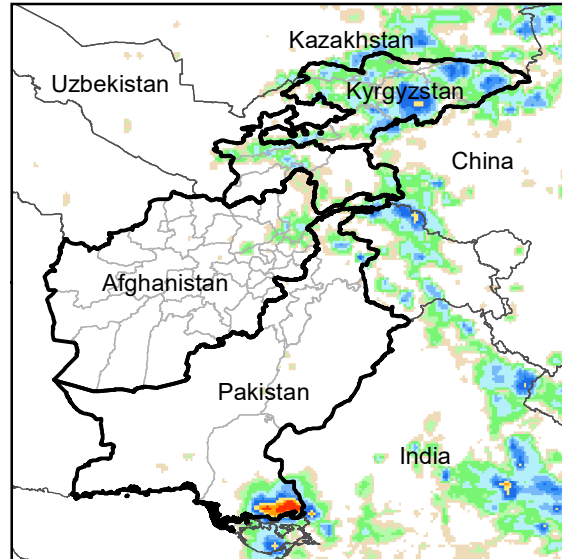 Kazakhstan
Uzbekistan
Kyrgyzstan
China
Afghanistan
Pakistan
India